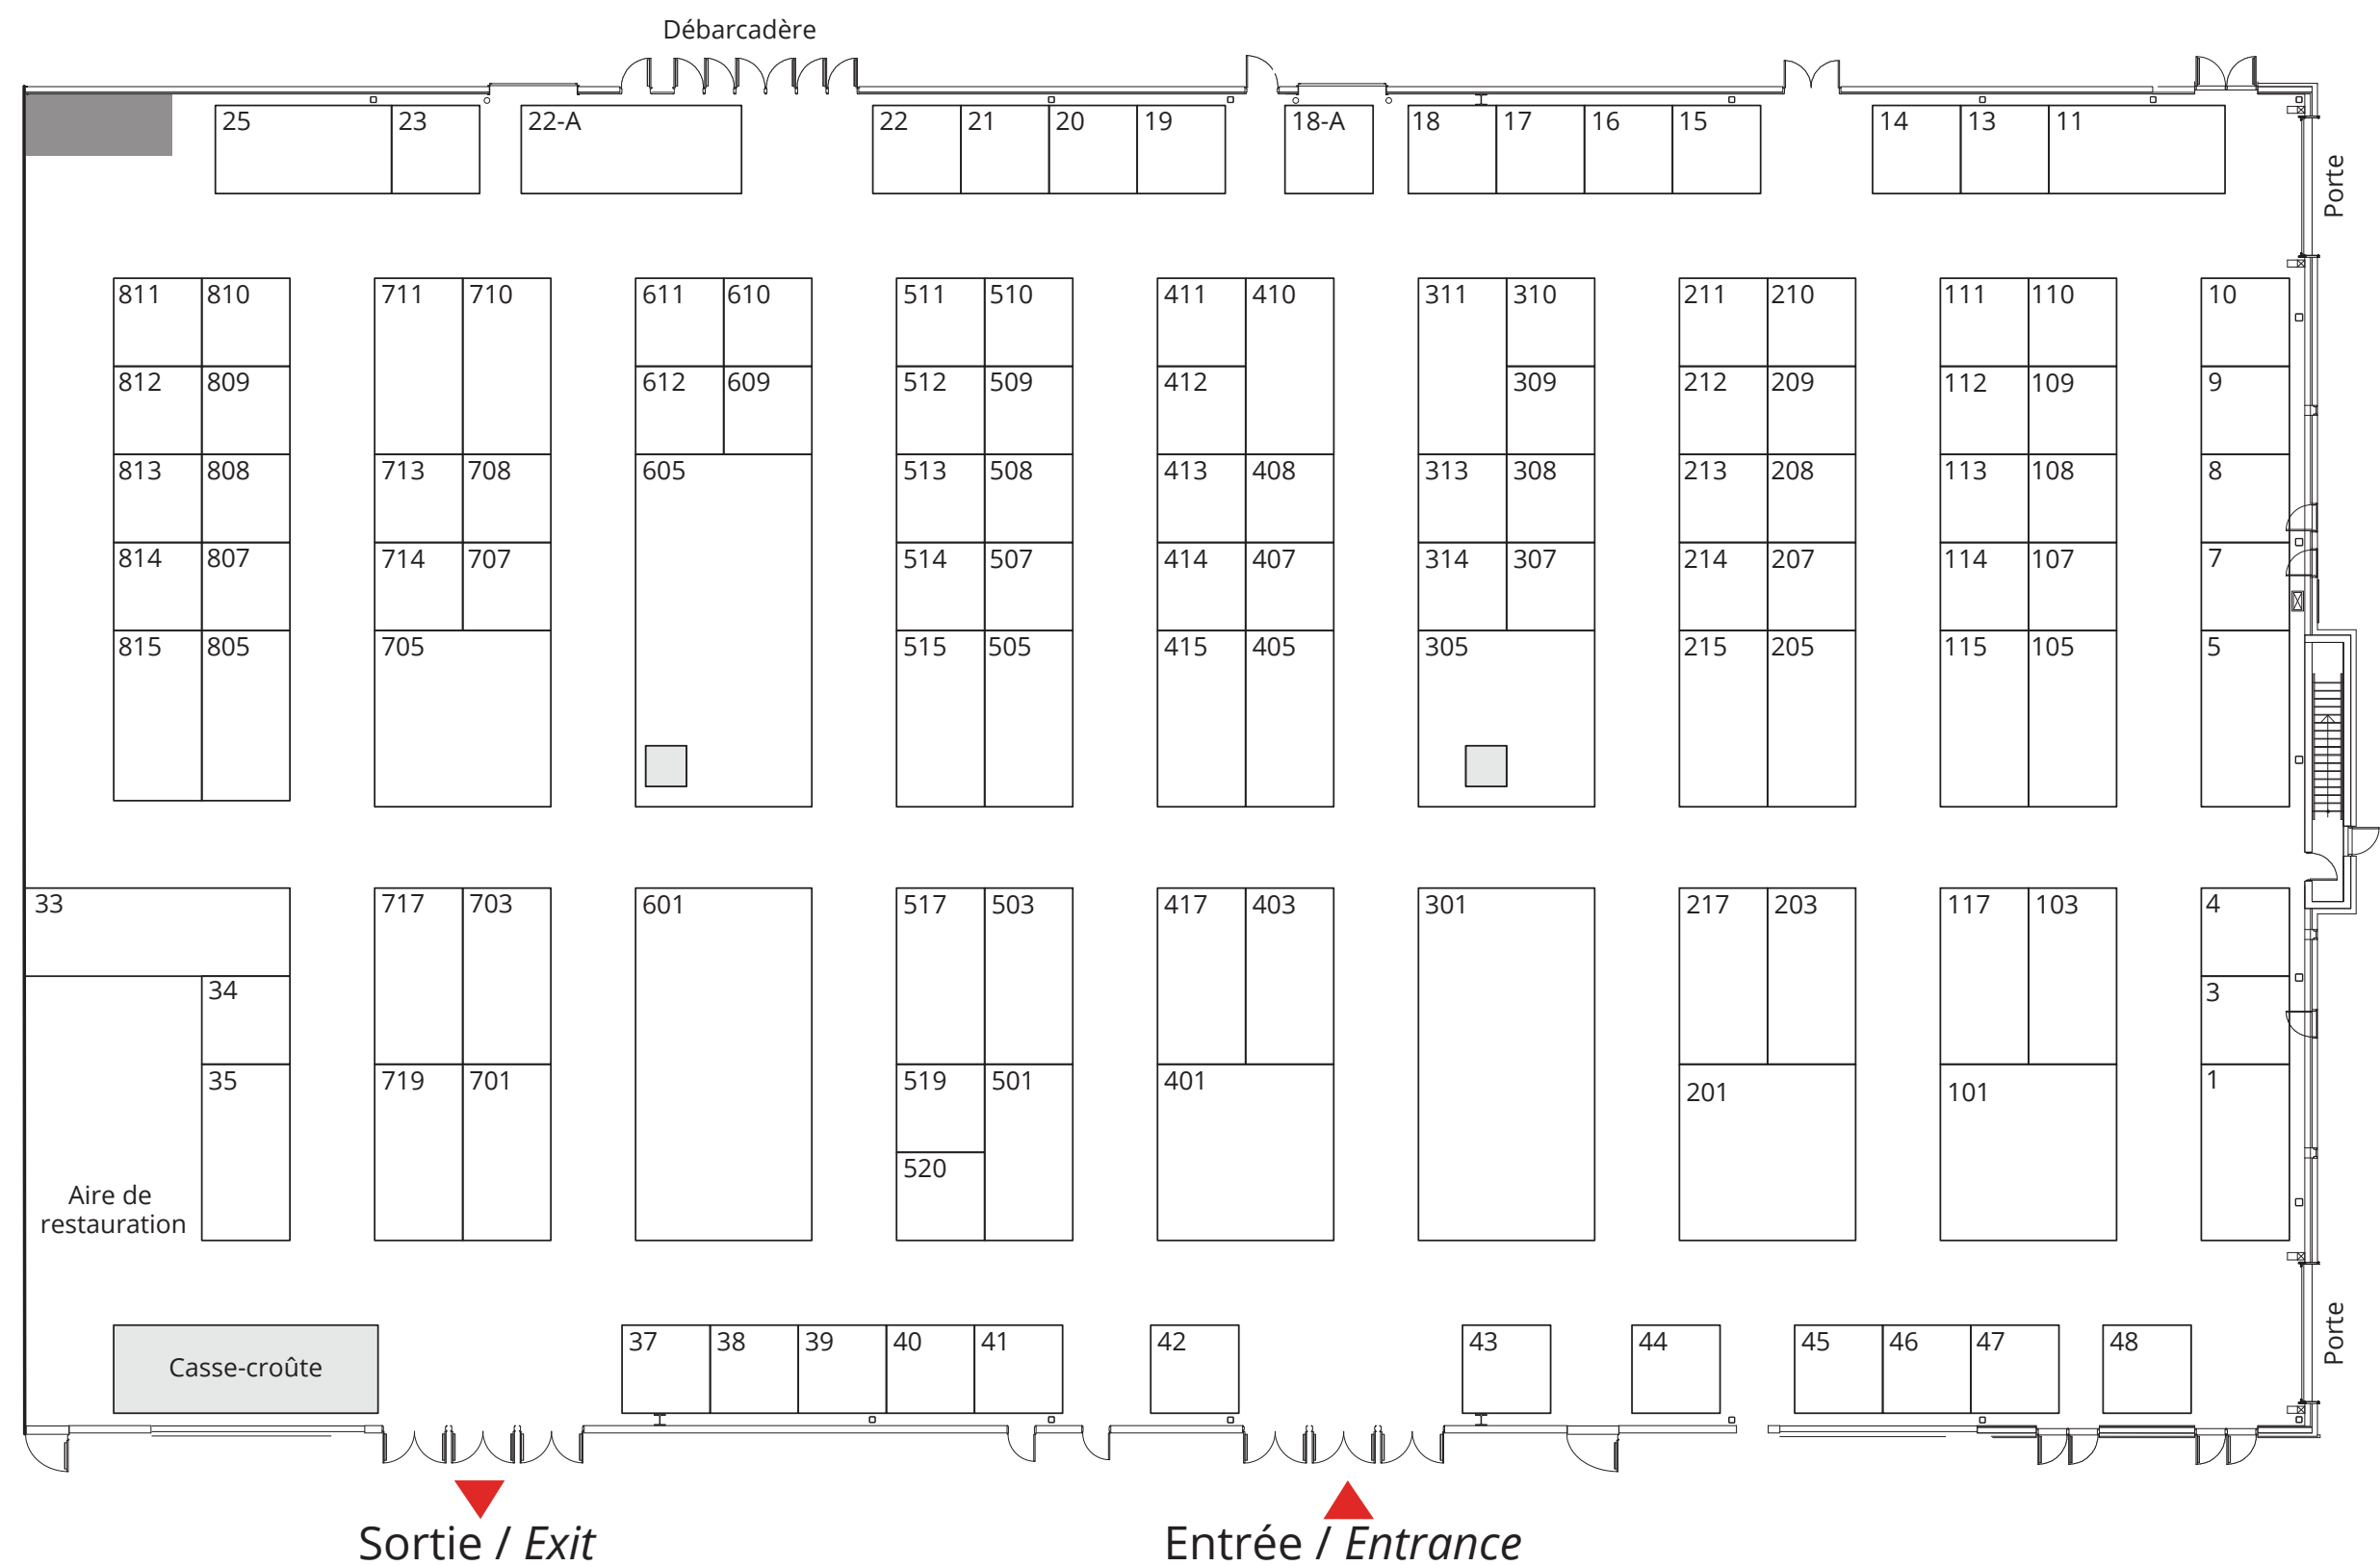 Débarcadère
25 23 22-A 22 21 20 19 18-A 18 17 16 15 14 13 11
Porte
811 810 711 710 611 610 511 510 411 410 311 310 211 210 111 110 10
812 809 612 609 512 509 412 309 212 209 112 109 9
813 808 713 708 605 513 508 413 408 313 308 213 208 113 108 8
814 807 714 707 514 507 414 407 314 307 214 207 114 107 7
815 805 705 515 505 415 405 305 215 205 115 105 5
33 717 703 601 517 503 417 403 301 217 203 117 103 4
34 3
35 719 701 519 501 401 201 101 1
520
Aire de
restauration
Porte
Casse-croûte
37 38 39 40 41 42 43 44 45 46 47 48
Sortie / Exit
Entrée / Entrance